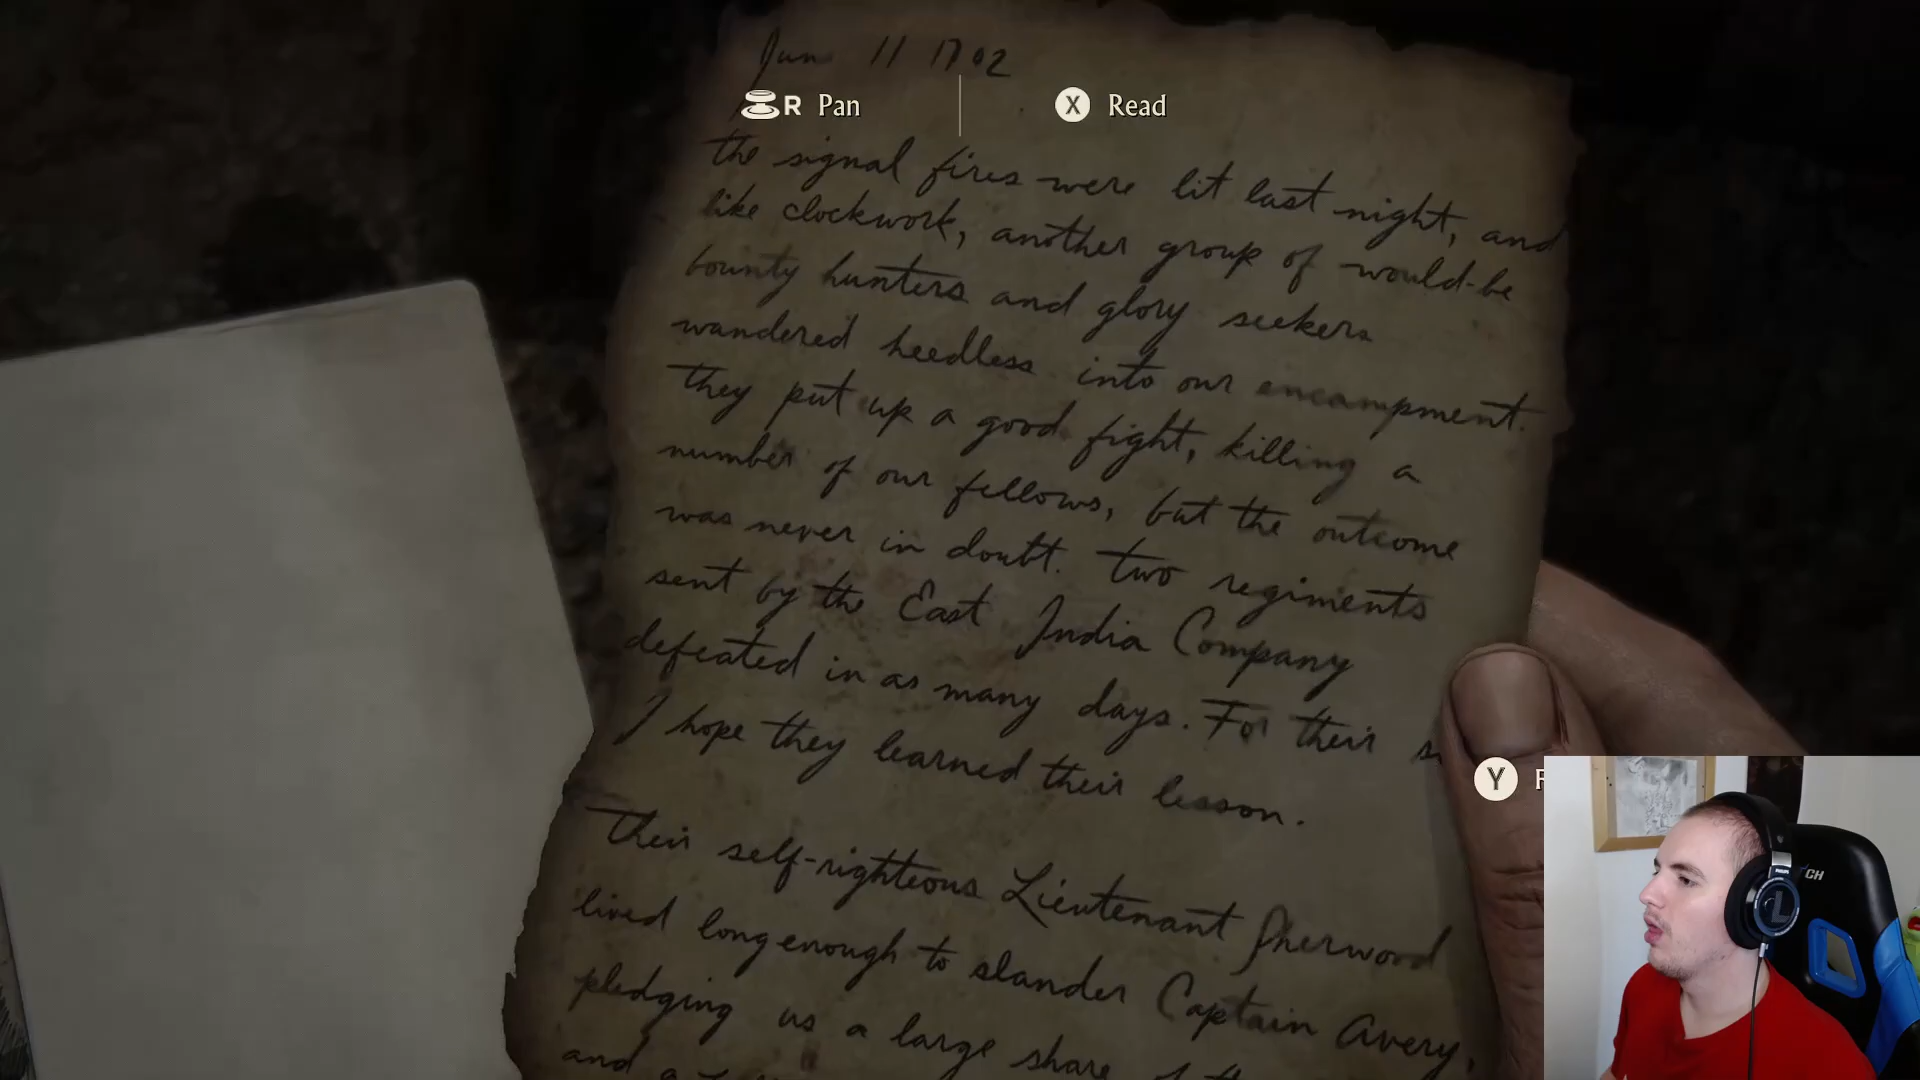 Jun 11 1702
R Pan
X Read
the signal fires were lit last night, and
like clockwork, another group of would-be
bounty hunters and glory seekers
wandered heedless into our encampment.
they put up a good fight, killing a
number of our fellows, but the outcome
was never in doubt. Two regiments
sent by the East India Company
defeated in as many days. For their
I hope they learned their lesson.
Y
Their self-righteous Lieutenant Sherwood
lived long enough to slander Captain Avery,
pledging us a large share
and a